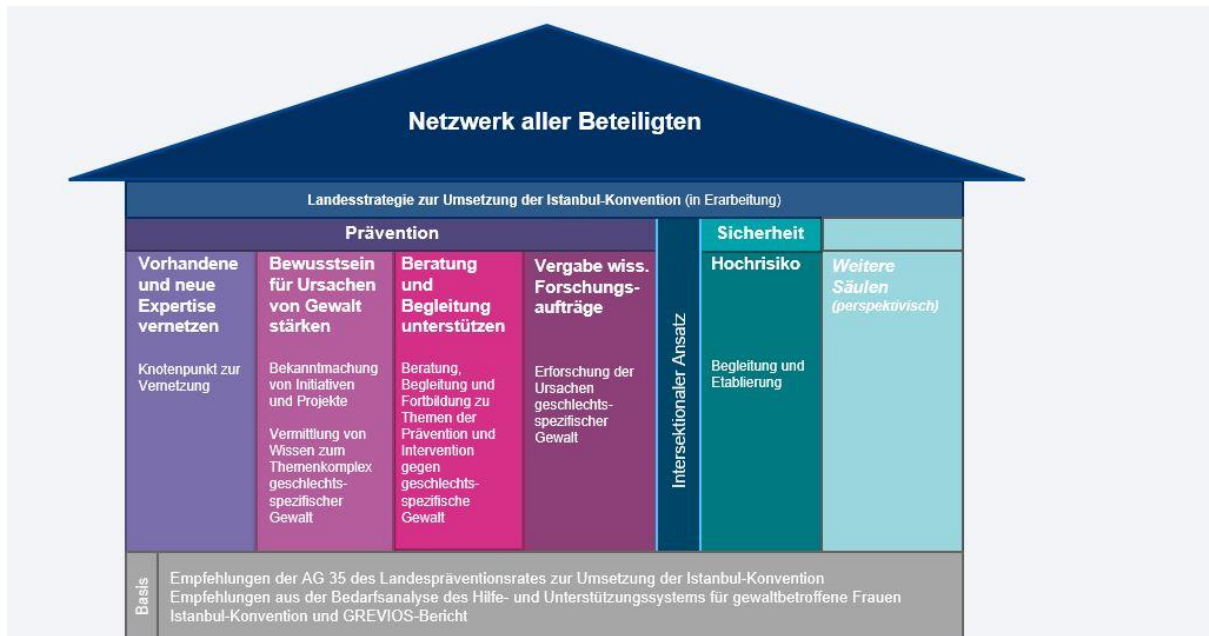 Netzwerk aller Beteiligten
Landesstrategie zur Umsetzung der Istanbul-Konvention (in Erarbeitung)
Prävention
Vorhandene
und neue
Expertise
vernetzen
Knotenpunkt zur
Vernetzung
Bewusstsein
für Ursachen
von Gewalt
stärken
Bekanntmachung
von Initiativen
und Projekte
Vermittlung von
Wissen zum
Themenkomplex
geschlechts-
spezifischer
Gewalt
Beratung
und
Begleitung
unterstützen
Beratung,
Begleitung und
Fortbildung zu
Themen der
Prävention und
Intervention
gegen
geschlechts-
spezifische
Gewalt
Vergabe wiss.
Forschungs-
aufträge
Erforschung der
Ursachen
geschlechts-
spezifischer
Gewalt
Intersektionaler Ansatz
Sicherheit
Hochrisiko
Begleitung und
Etablierung
Weitere
Säulen
(perspektivisch)
Basis
Empfehlungen der AG 35 des Landespräventionsrates zur Umsetzung der Istanbul-Konvention
Empfehlungen aus der Bedarfsanalyse des Hilfe- und Unterstützungssystems für gewaltbetroffene Frauen
Istanbul-Konvention und GREVIOS-Bericht